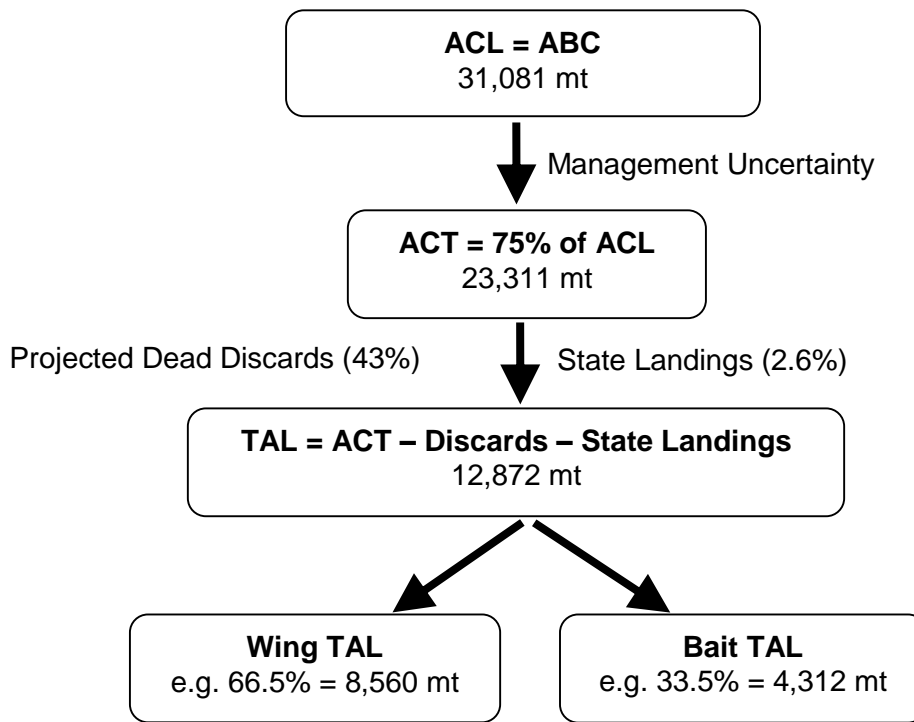 ACL = ABC
31,081 mt
Management Uncertainty
ACT = 75% of ACL
23,311 mt
Projected Dead Discards (43%)
State Landings (2.6%)
TAL = ACT – Discards – State Landings
12,872 mt
Wing TAL
e.g. 66.5% = 8,560 mt
Bait TAL
e.g. 33.5% = 4,312 mt